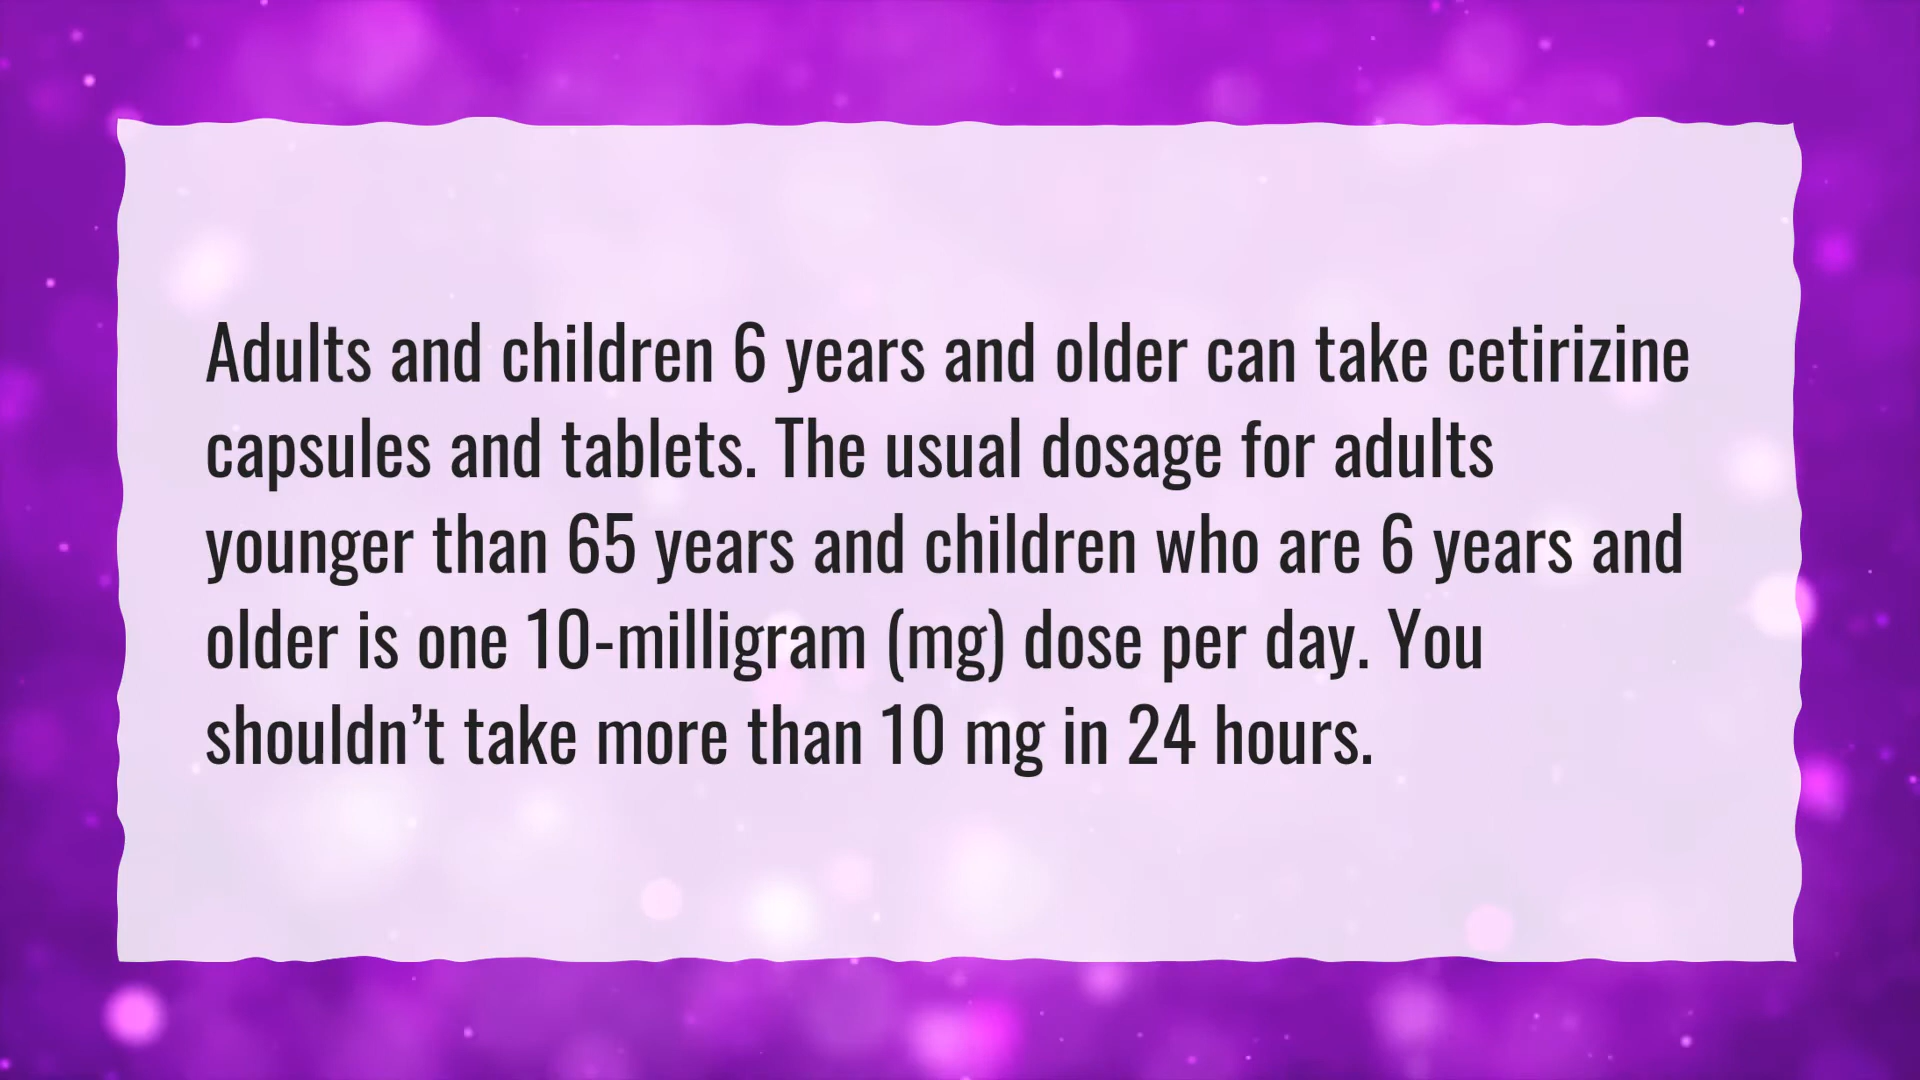 Adults and children 6 years and older can take cetirizine
capsules and tablets. The usual dosage for adults
younger than 65 years and children who are 6 years and
older is one 10-milligram (mg) dose per day. You
shouldn’t take more than 10 mg in 24 hours.